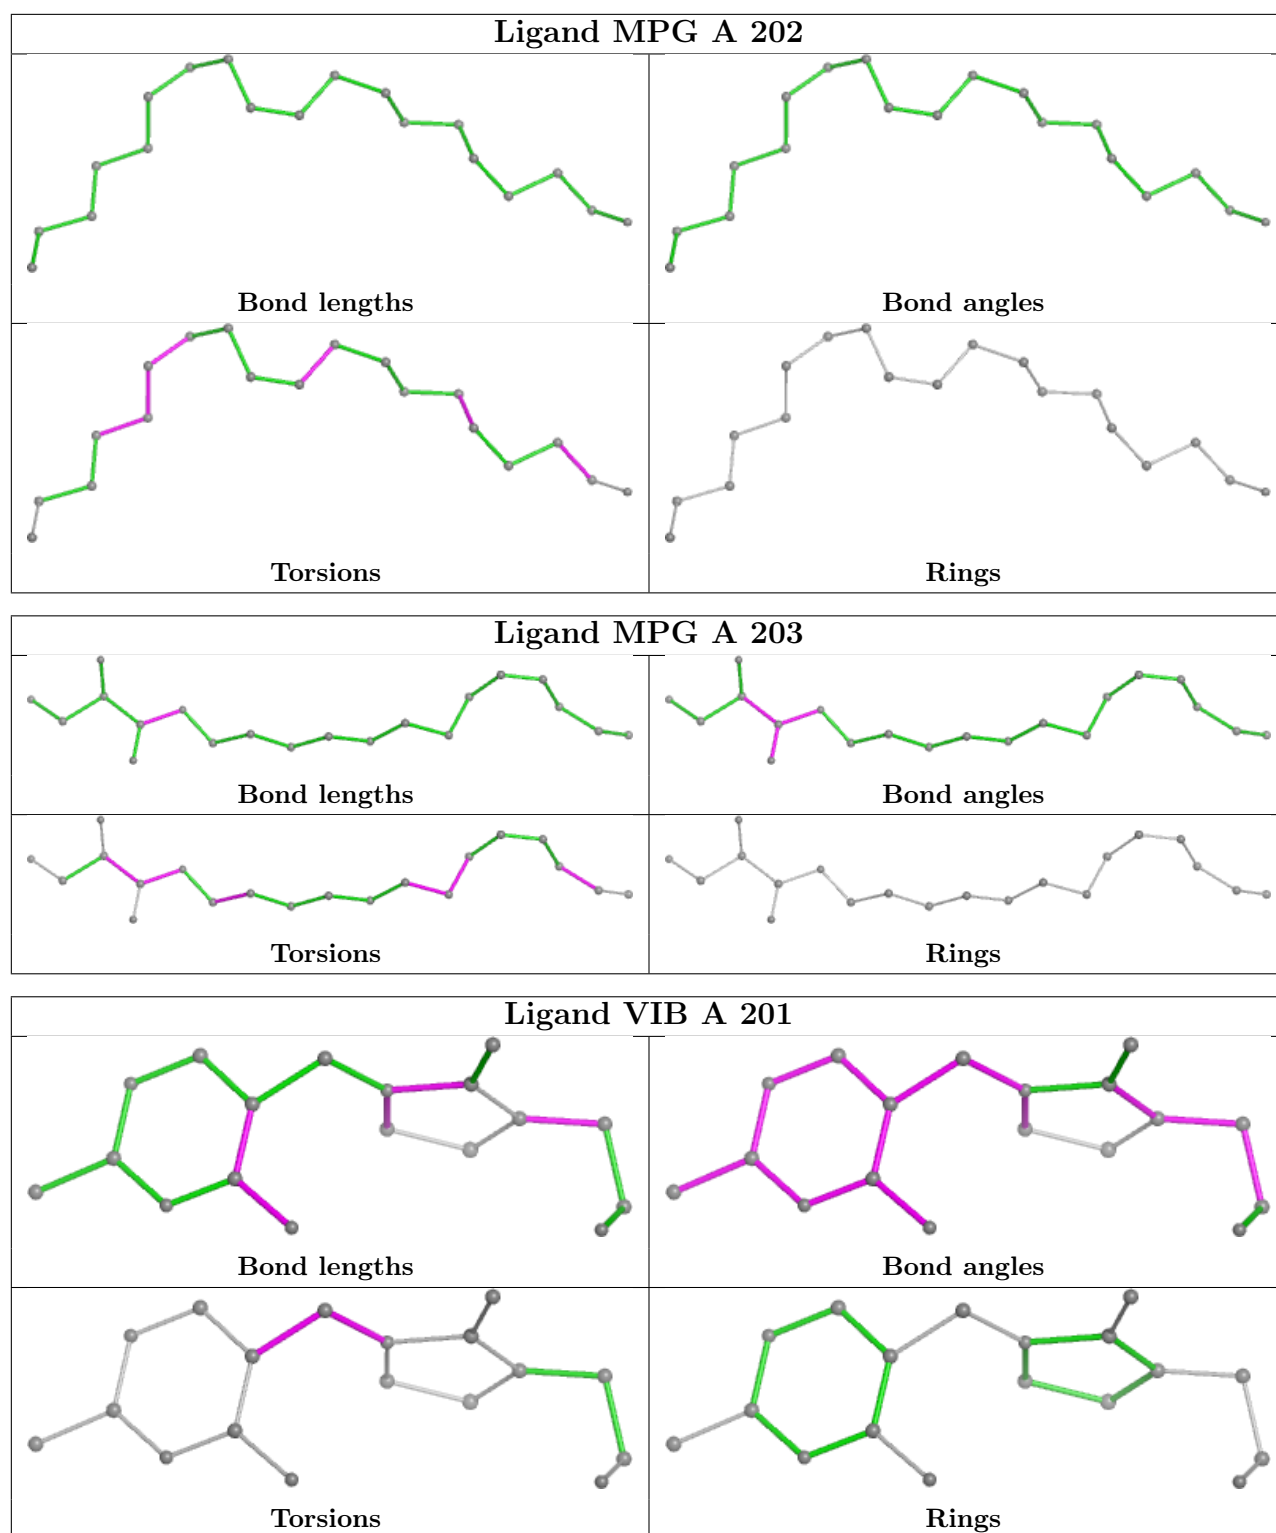 Ligand MPG A 202
Bond lengths
Bond angles
Torsions
Rings
Ligand MPG A 203
Bond lengths
Bond angles
Torsions
Rings
Ligand VIB A 201
Bond lengths
Bond angles
Torsions
Rings